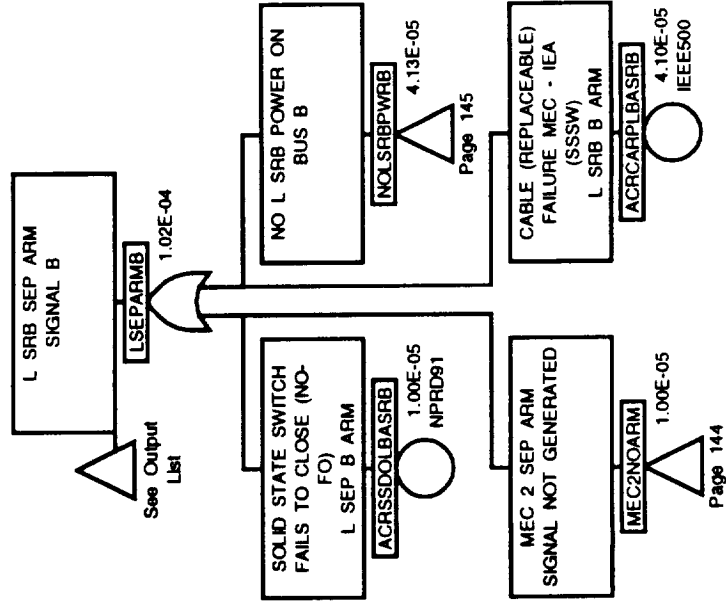 L SRB SEP ARM
SIGNAL B
LSEPARMB
1.02E-04
See Output
List
SOLID STATE SWITCH
FAILS TO CLOSE (NO-
FO)
L SEP B ARM
ACRSSDOLBASRB
1.00E-05
NPRD91
NO L SRB POWER ON
BUS B
NOLSRBPWRB
4.13E-05
Page 145
MEC 2 SEP ARM
SIGNAL NOT GENERATED
MEC2NOARM
1.00E-05
Page 144
CABLE (REPLACEABLE)
FAILURE MEC - IEA
(SSSW)
L SRB B ARM
ACRCARPLBASRB
4.10E-05
IEEE500